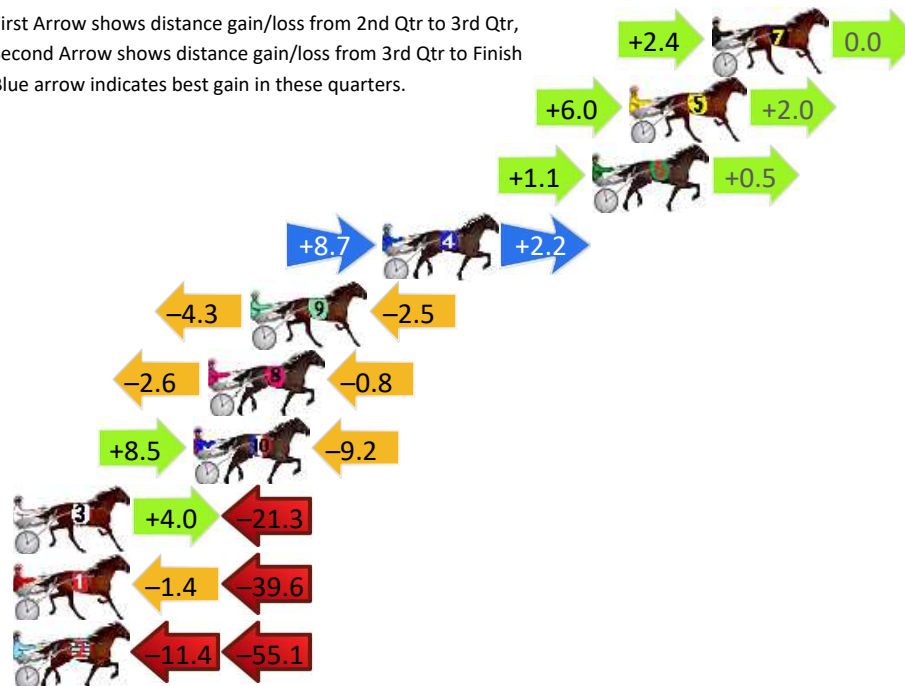 irst Arrow shows distance gain/loss from 2nd Qtr to 3rd Qtr,
econd Arrow shows distance gain/loss from 3rd Qtr to Finish
lue arrow indicates best gain in these quarters.
+2.4 7 0.0
+6.0 5 +2.0
+1.1 6 +0.5
+8.7 4 +2.2
−4.3 9 −2.5
−2.6 8 −0.8
+8.5 10 −9.2
3 +4.0 −21.3
1 −1.4 −39.6
2 −11.4 −55.1